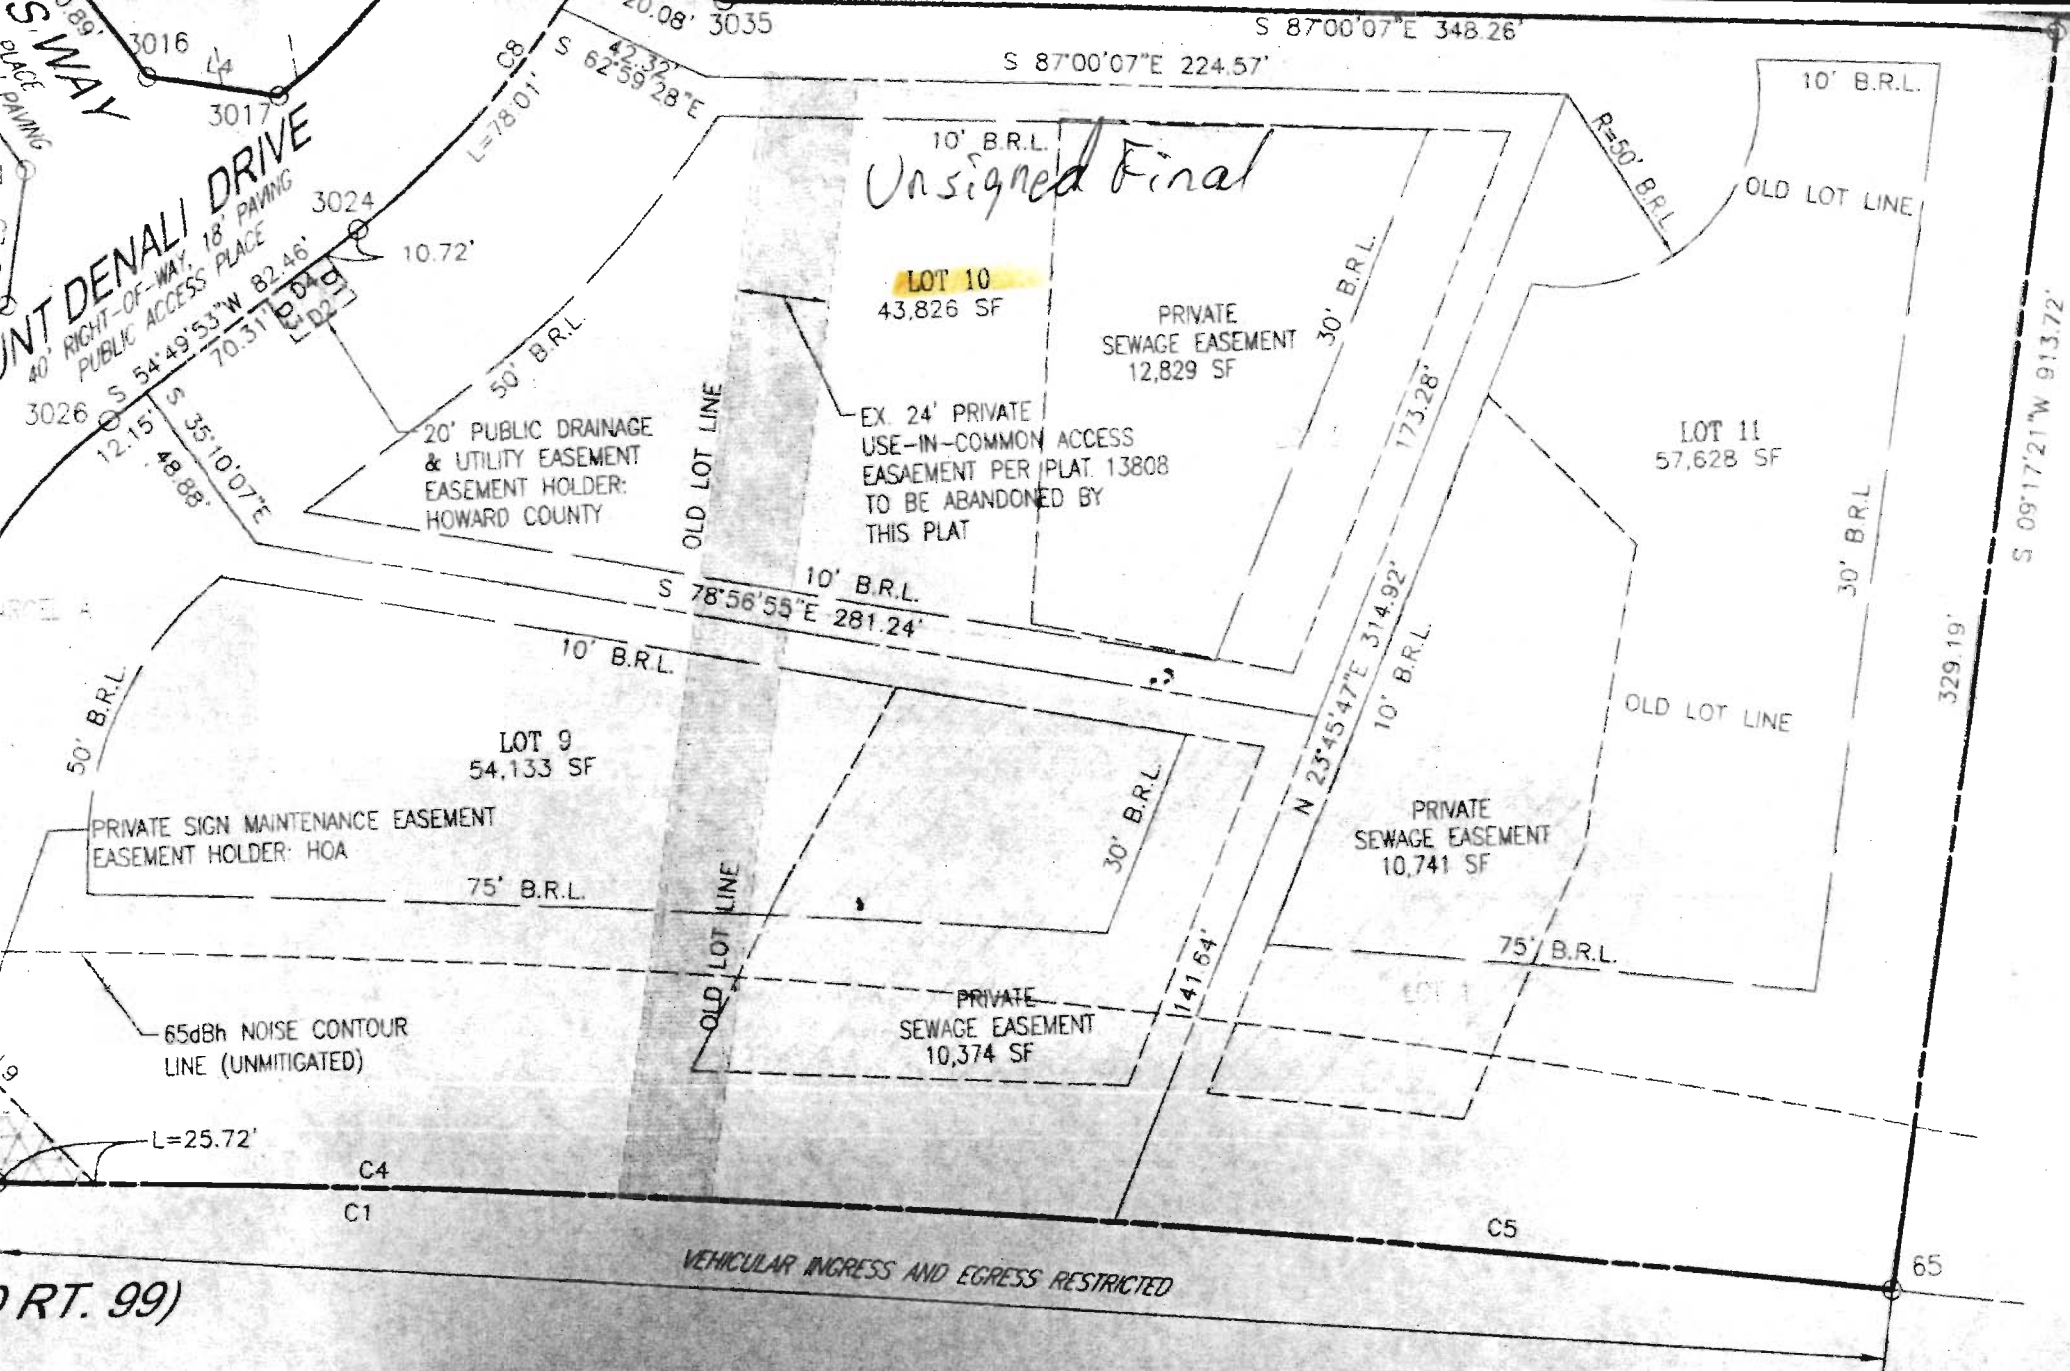 S. WAY
PLACE
PAVING
3016
L4
3017
C8
L=78.01'
20.08'
3035
42.32'
S 62°59'28"E
S 87°00'07"E 348.26'
S 87°00'07"E 224.57'
10' B.R.L.
R=50' B.R.L.
OLD LOT LINE
10' B.R.L.
Unsigned Final
3024
10.72'
DENALI DRIVE
40' RIGHT-OF-WAY, 18' PAVING
PUBLIC ACCESS PLACE
S 54°49'53"W 82.46'
70.31'
D4
D1
D3
D2
3026
12.15'
S 35°10'07"E
48.88'
50' B.R.L.
20' PUBLIC DRAINAGE
& UTILITY EASEMENT
EASEMENT HOLDER:
HOWARD COUNTY
LOT 10
43,826 SF
PRIVATE
SEWAGE EASEMENT
12,829 SF
30' B.R.L.
173.28'
EX. 24' PRIVATE
USE-IN-COMMON ACCESS
EASAEMENT PER PLAT. 13808
TO BE ABANDONED BY
THIS PLAT
OLD LOT LINE
LOT 11
57,628 SF
S 09°17'21"W 913.72'
30' B.R.L.
329.19'
10' B.R.L.
S 78°56'55"E 281.24'
10' B.R.L.
N 23°45'47"E 314.92'
10' B.R.L.
OLD LOT LINE
50' B.R.L.
LOT 9
54,133 SF
30' B.R.L.
PRIVATE
SEWAGE EASEMENT
10,741 SF
PRIVATE SIGN MAINTENANCE EASEMENT
EASEMENT HOLDER: HOA
75' B.R.L.
OLD LOT LINE
141.64'
75' B.R.L.
PRIVATE
SEWAGE EASEMENT
10,374 SF
65dBh NOISE CONTOUR
LINE (UNMITIGATED)
L=25.72'
C4
C1
C5
65
VEHICULAR INGRESS AND EGRESS RESTRICTED
RT. 99)